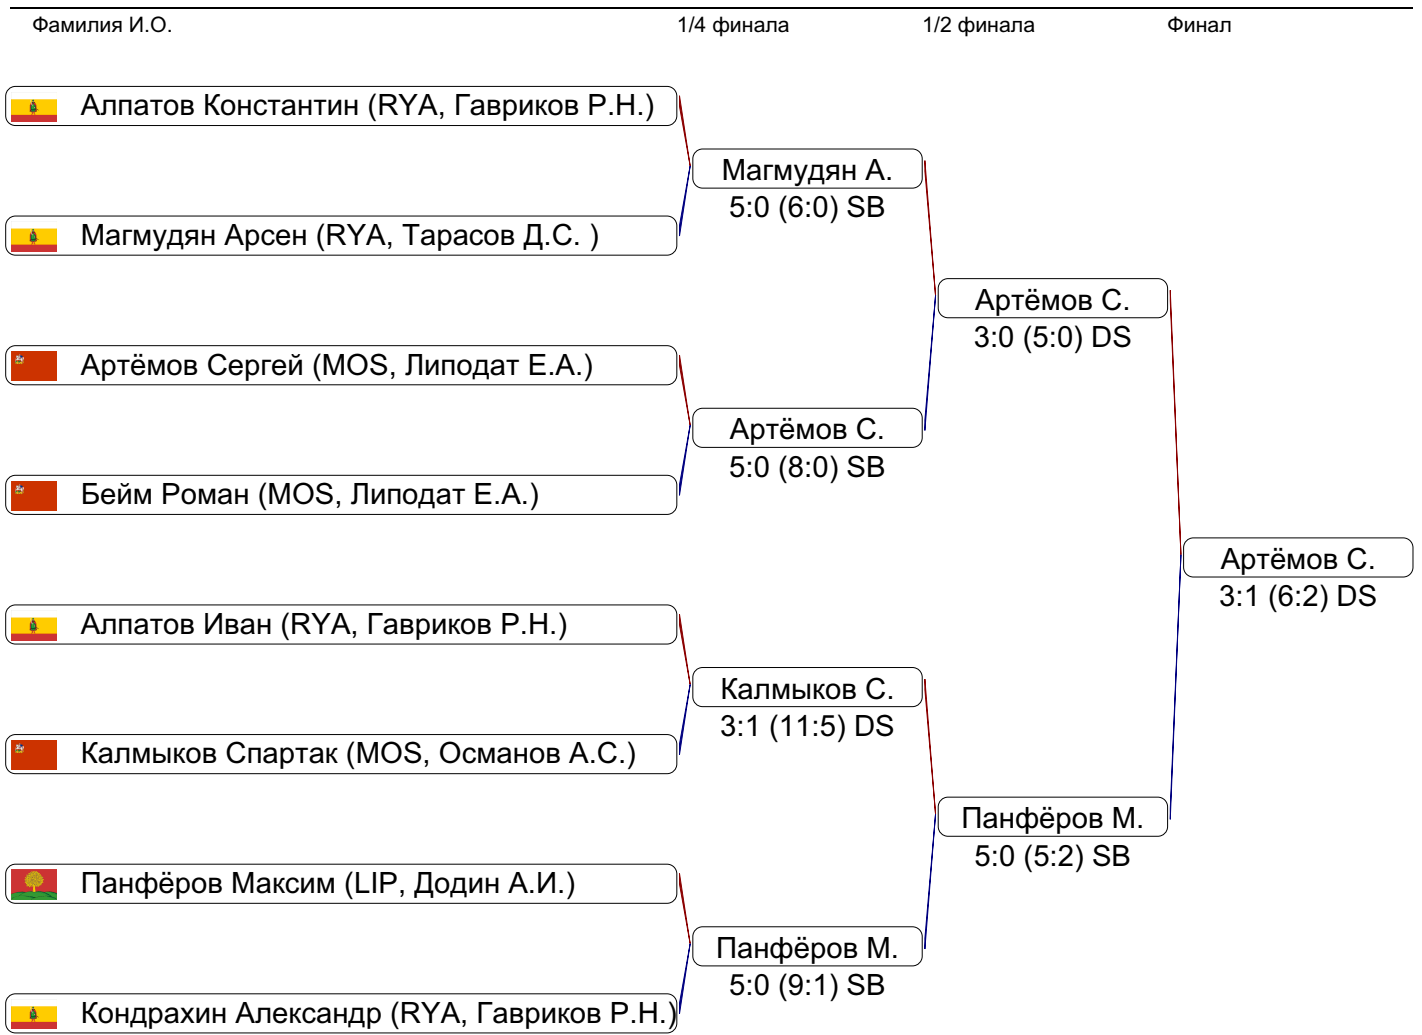 Фамилия И.О. 1/4 финала 1/2 финала Финал
Алпатов Константин (RYA, Гавриков Р.Н.)
Магмудян А.
5:0 (6:0) SB
Магмудян Арсен (RYA, Тарасов Д.С. )
Артёмов С.
3:0 (5:0) DS
Артёмов Сергей (MOS, Липодат Е.А.)
Артёмов С.
5:0 (8:0) SB
Бейм Роман (MOS, Липодат Е.А.)
Артёмов С.
3:1 (6:2) DS
Алпатов Иван (RYA, Гавриков Р.Н.)
Калмыков С.
3:1 (11:5) DS
Калмыков Спартак (MOS, Османов А.С.)
Панфёров М.
5:0 (5:2) SB
Панфёров Максим (LIP, Додин А.И.)
Панфёров М.
5:0 (9:1) SB
Кондрахин Александр (RYA, Гавриков Р.Н.)